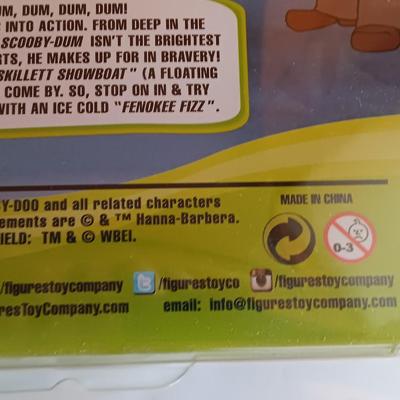 UM, DUM, DUM, DUM!
INTO ACTION. FROM DEEP IN THE
SCOOBY-DUM ISN'T THE BRIGHTEST
RTS, HE MAKES UP FOR IN BRAVERY!
SKILLETT SHOWBOAT" (A FLOATING
COME BY. SO, STOP ON IN & TRY
WITH AN ICE COLD "FENOKEE FIZZ".
Y-DOO and all related characters
ements are © & ™ Hanna-Barbera.
IELD: TM & © WBEI.
MADE IN CHINA
0-3
/figurestoycompany /figurestoyco /figurestoycompany
uresToyCompany.com email: info@figurestoycompany.com